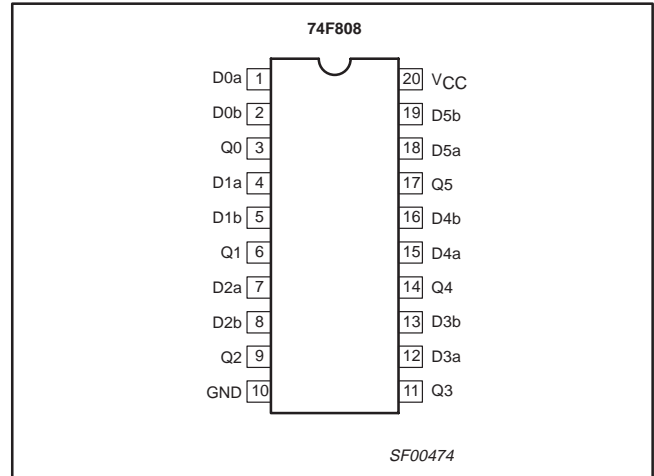 74F808
D0a 1 20 VCC
D0b 2 19 D5b
Q0 3 18 D5a
D1a 4 17 Q5
D1b 5 16 D4b
Q1 6 15 D4a
D2a 7 14 Q4
D2b 8 13 D3b
Q2 9 12 D3a
GND 10 11 Q3
SF00474